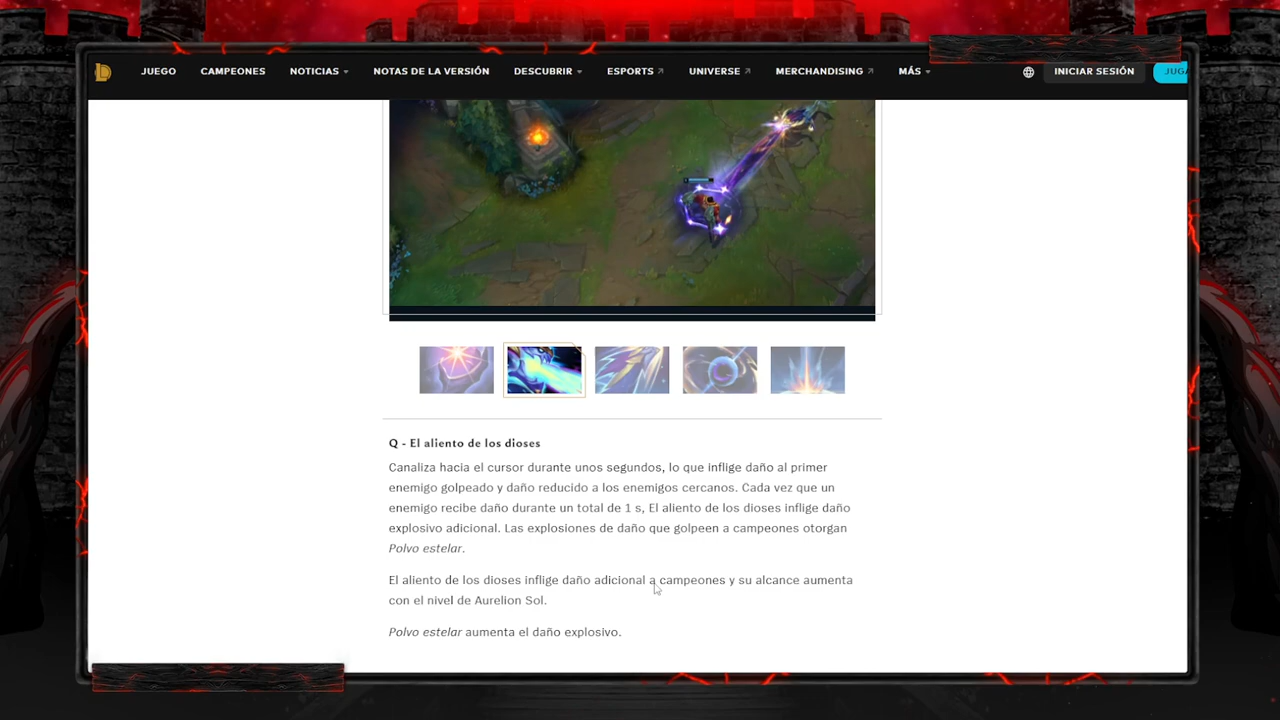 JUEGO CAMPEONES NOTICIAS NOTAS DE LA VERSIÓN DESCUBRIR ESPORTS UNIVERSE MERCHANDISING MÁS INICIAR SESIÓN
Q - El aliento de los dioses
Canaliza hacia el cursor durante unos segundos, lo que inflige daño al primer
enemigo golpeado y daño reducido a los enemigos cercanos. Cada vez que un
enemigo recibe daño durante un total de 1 s, El aliento de los dioses inflige daño
explosivo adicional. Las explosiones de daño que golpeen a campeones otorgan
Polvo estelar.
El aliento de los dioses inflige daño adicional a campeones y su alcance aumenta
con el nivel de Aurelion Sol.
Polvo estelar aumenta el daño explosivo.